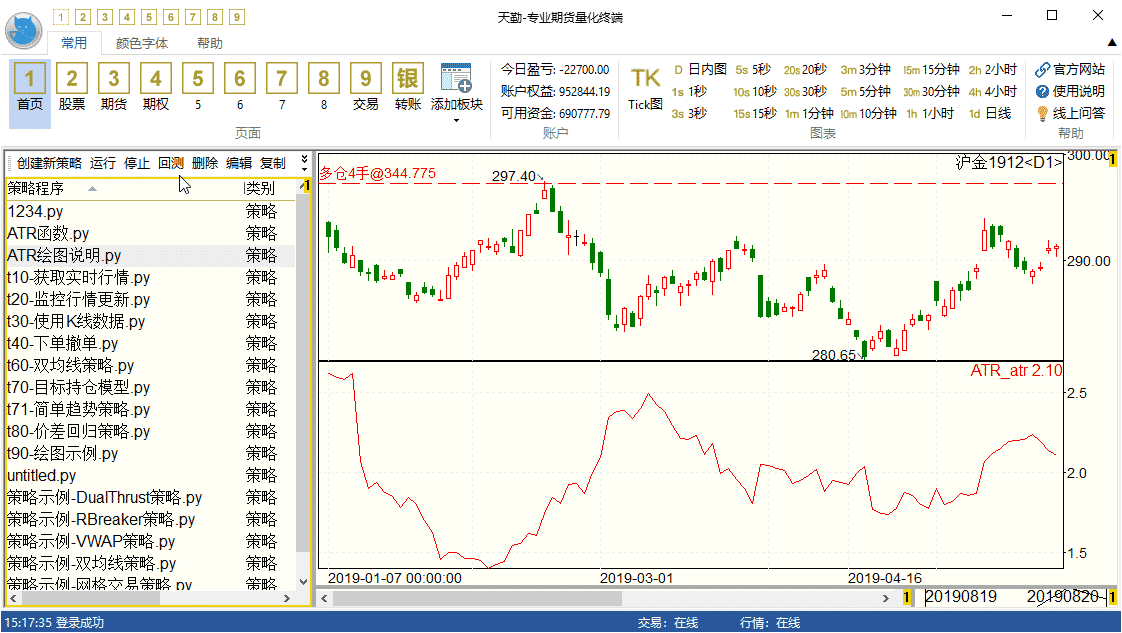 1 2 3 4 5 6 7 8 9
天勤-专业期货量化终端
常用 颜色字体 帮助
1 2 3 4 5 6 7 8 9 银
首页 股票 期货 期权 5 6 7 8 交易 转账 添加板块
页面
今日盈亏: -22700.00
账户权益: 952844.19
可用资金: 690777.79
账户
TK
Tick图
D 日内图 5s 5秒 20s 20秒 3m 3分钟 15m 15分钟 2h 2小时
1s 1秒 10s 10秒 30s 30秒 5m 5分钟 30m 30分钟 4h 4小时
3s 3秒 15s 15秒 1m 1分钟 10m 10分钟 1h 1小时 1d 日线
图表
官方网站
使用说明
线上问答
帮助
创建新策略 运行 停止 回测 删除 编辑 复制
策略程序 类别 1
1234.py 策略
ATR函数.py 策略
ATR绘图说明.py 策略
t10-获取实时行情.py 策略
t20-监控行情更新.py 策略
t30-使用K线数据.py 策略
t40-下单撤单.py 策略
t60-双均线策略.py 策略
t70-目标持仓模型.py 策略
t71-简单趋势策略.py 策略
t80-价差回归策略.py 策略
t90-绘图示例.py 策略
untitled.py 策略
策略示例-DualThrust策略.py 策略
策略示例-RBreaker策略.py 策略
策略示例-VWAP策略.py 策略
策略示例-双均线策略.py 策略
策略示例-网格交易策略.py 策略
沪金1912<D1> 300.00 1
多仓4手@344.775
297.40
290.00
280.65
ATR_atr 2.10
2.5
2.0
1.5
2019-01-07 00:00:00 2019-03-01 2019-04-16
1 20190819 20190820 1
15:17:35 登录成功 交易: 在线 行情: 在线